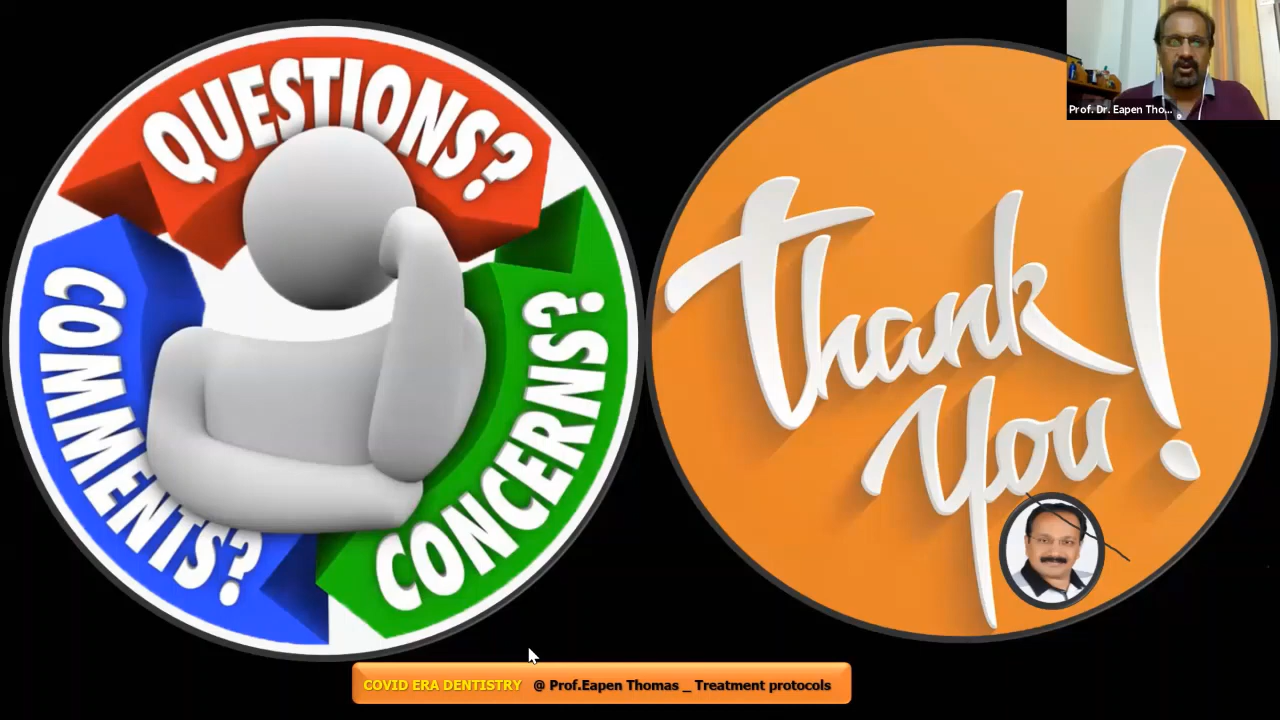 QUESTIONS?
COMMENTS?
CONCERNS?
Thank
You!
Prof. Dr. Eapen Tho...
COVID ERA DENTISTRY @ Prof.Eapen Thomas _ Treatment protocols